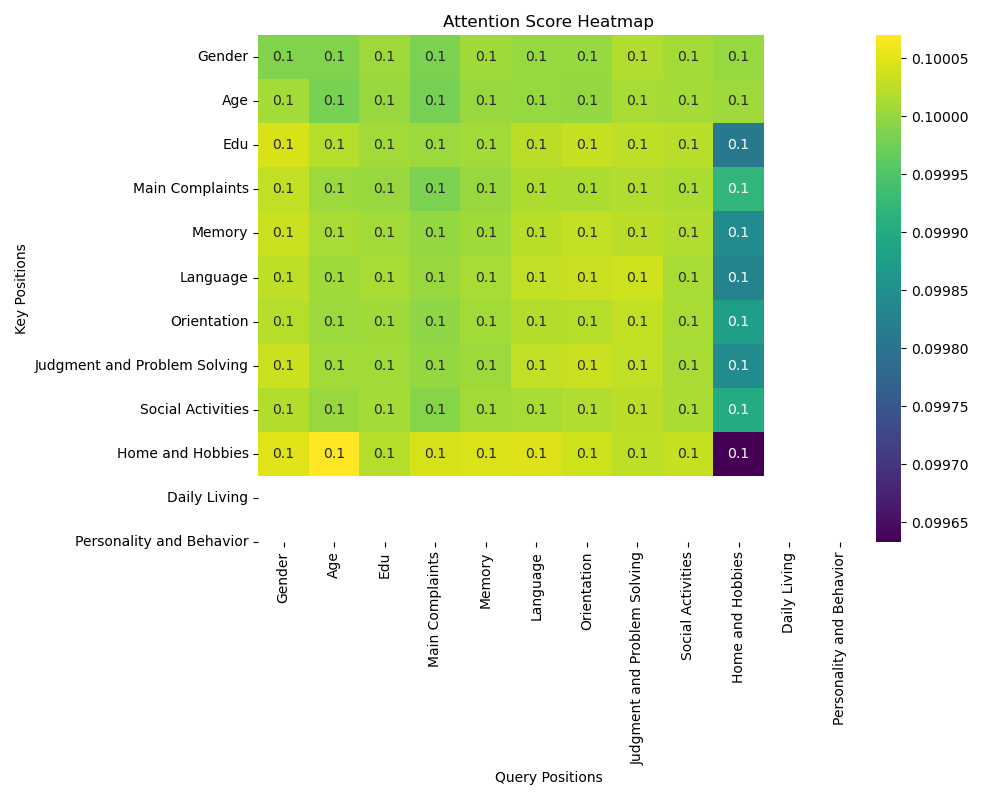 Attention Score Heatmap
Gender 0.1 0.1 0.1 0.1 0.1 0.1 0.1 0.1 0.1 0.1
Age 0.1 0.1 0.1 0.1 0.1 0.1 0.1 0.1 0.1 0.1
Edu 0.1 0.1 0.1 0.1 0.1 0.1 0.1 0.1 0.1 0.1
Main Complaints 0.1 0.1 0.1 0.1 0.1 0.1 0.1 0.1 0.1 0.1
Memory 0.1 0.1 0.1 0.1 0.1 0.1 0.1 0.1 0.1 0.1
Language 0.1 0.1 0.1 0.1 0.1 0.1 0.1 0.1 0.1 0.1
Orientation 0.1 0.1 0.1 0.1 0.1 0.1 0.1 0.1 0.1 0.1
Judgment and Problem Solving 0.1 0.1 0.1 0.1 0.1 0.1 0.1 0.1 0.1 0.1
Social Activities 0.1 0.1 0.1 0.1 0.1 0.1 0.1 0.1 0.1 0.1
Home and Hobbies 0.1 0.1 0.1 0.1 0.1 0.1 0.1 0.1 0.1 0.1
Daily Living
Personality and Behavior
Key Positions
Gender
Age
Edu
Main Complaints
Memory
Language
Orientation
Judgment and Problem Solving
Social Activities
Home and Hobbies
Daily Living
Personality and Behavior
Query Positions
0.10005
0.10000
0.09995
0.09990
0.09985
0.09980
0.09975
0.09970
0.09965